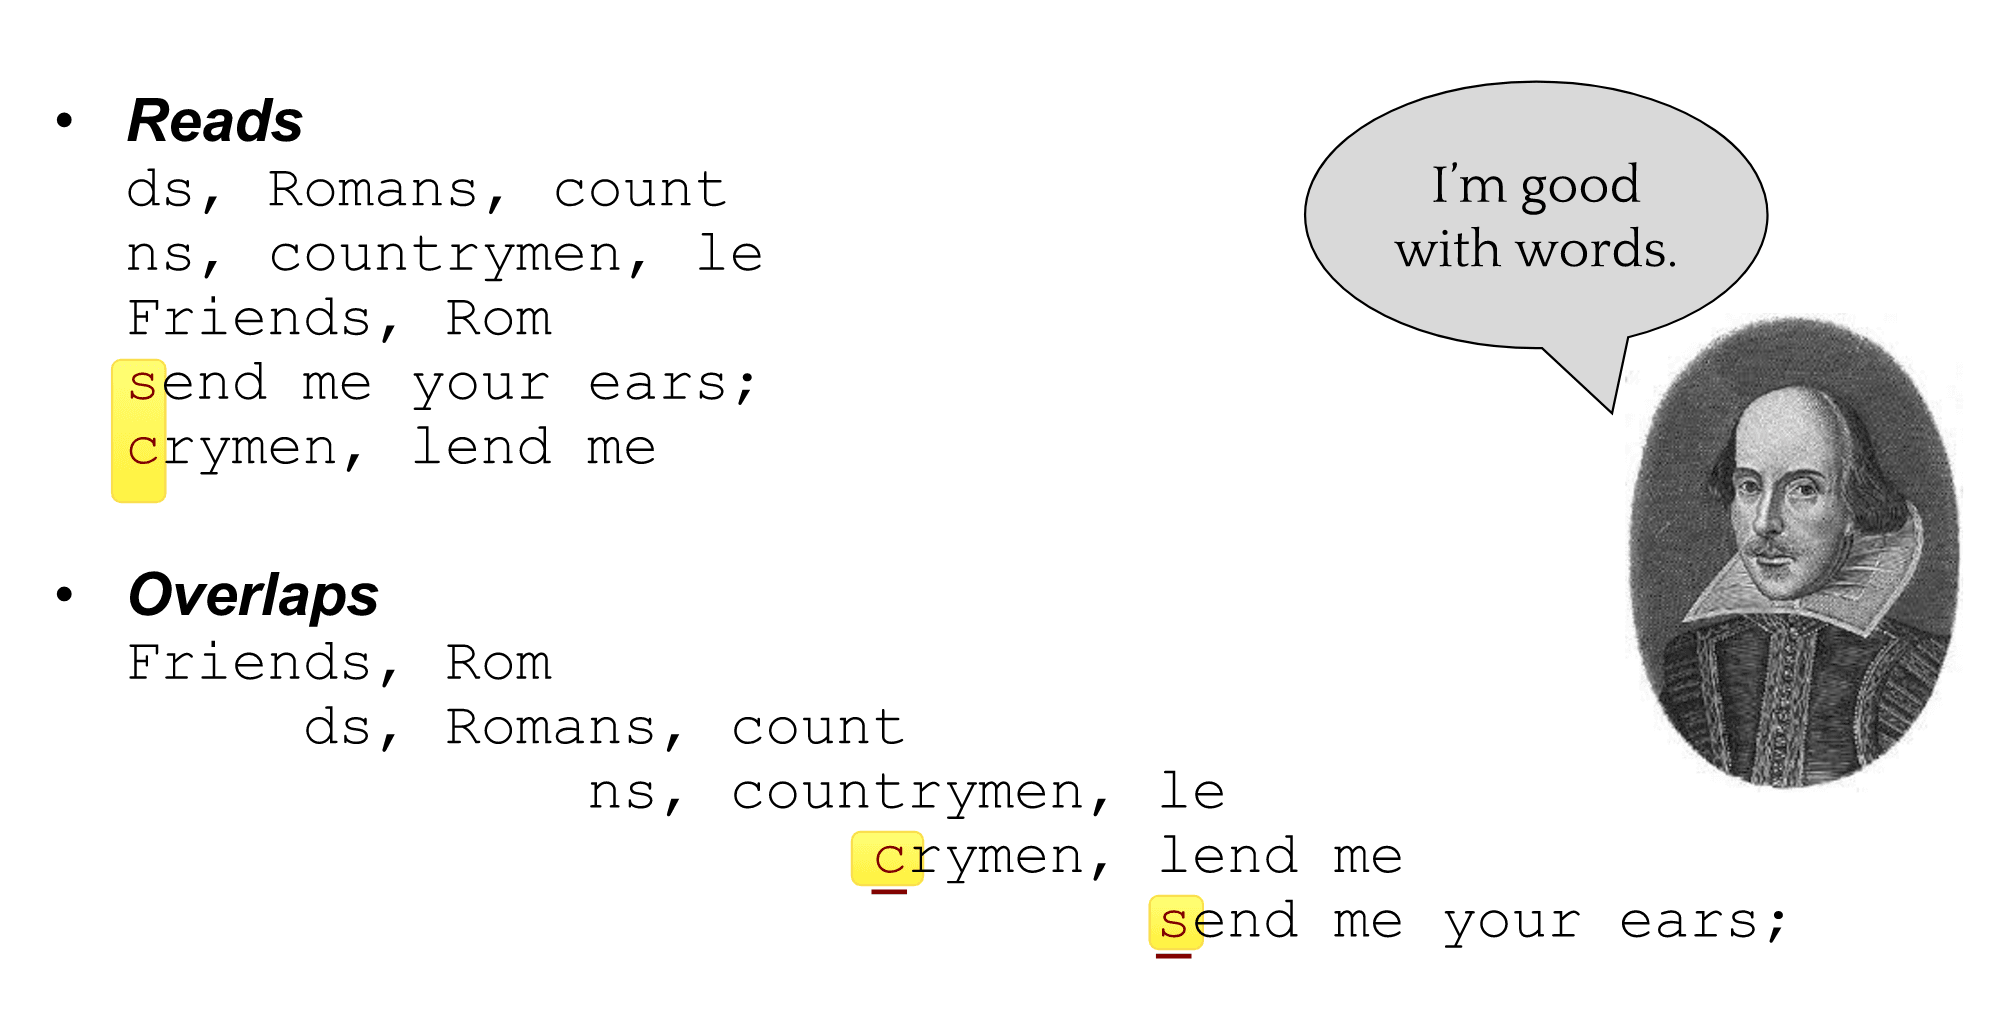 • Reads
ds, Romans, count
ns, countrymen, le
Friends, Rom
send me your ears;
crymen, lend me
I’m good
with words.
• Overlaps
Friends, Rom
ds, Romans, count
ns, countrymen, le
crymen, lend me
send me your ears;